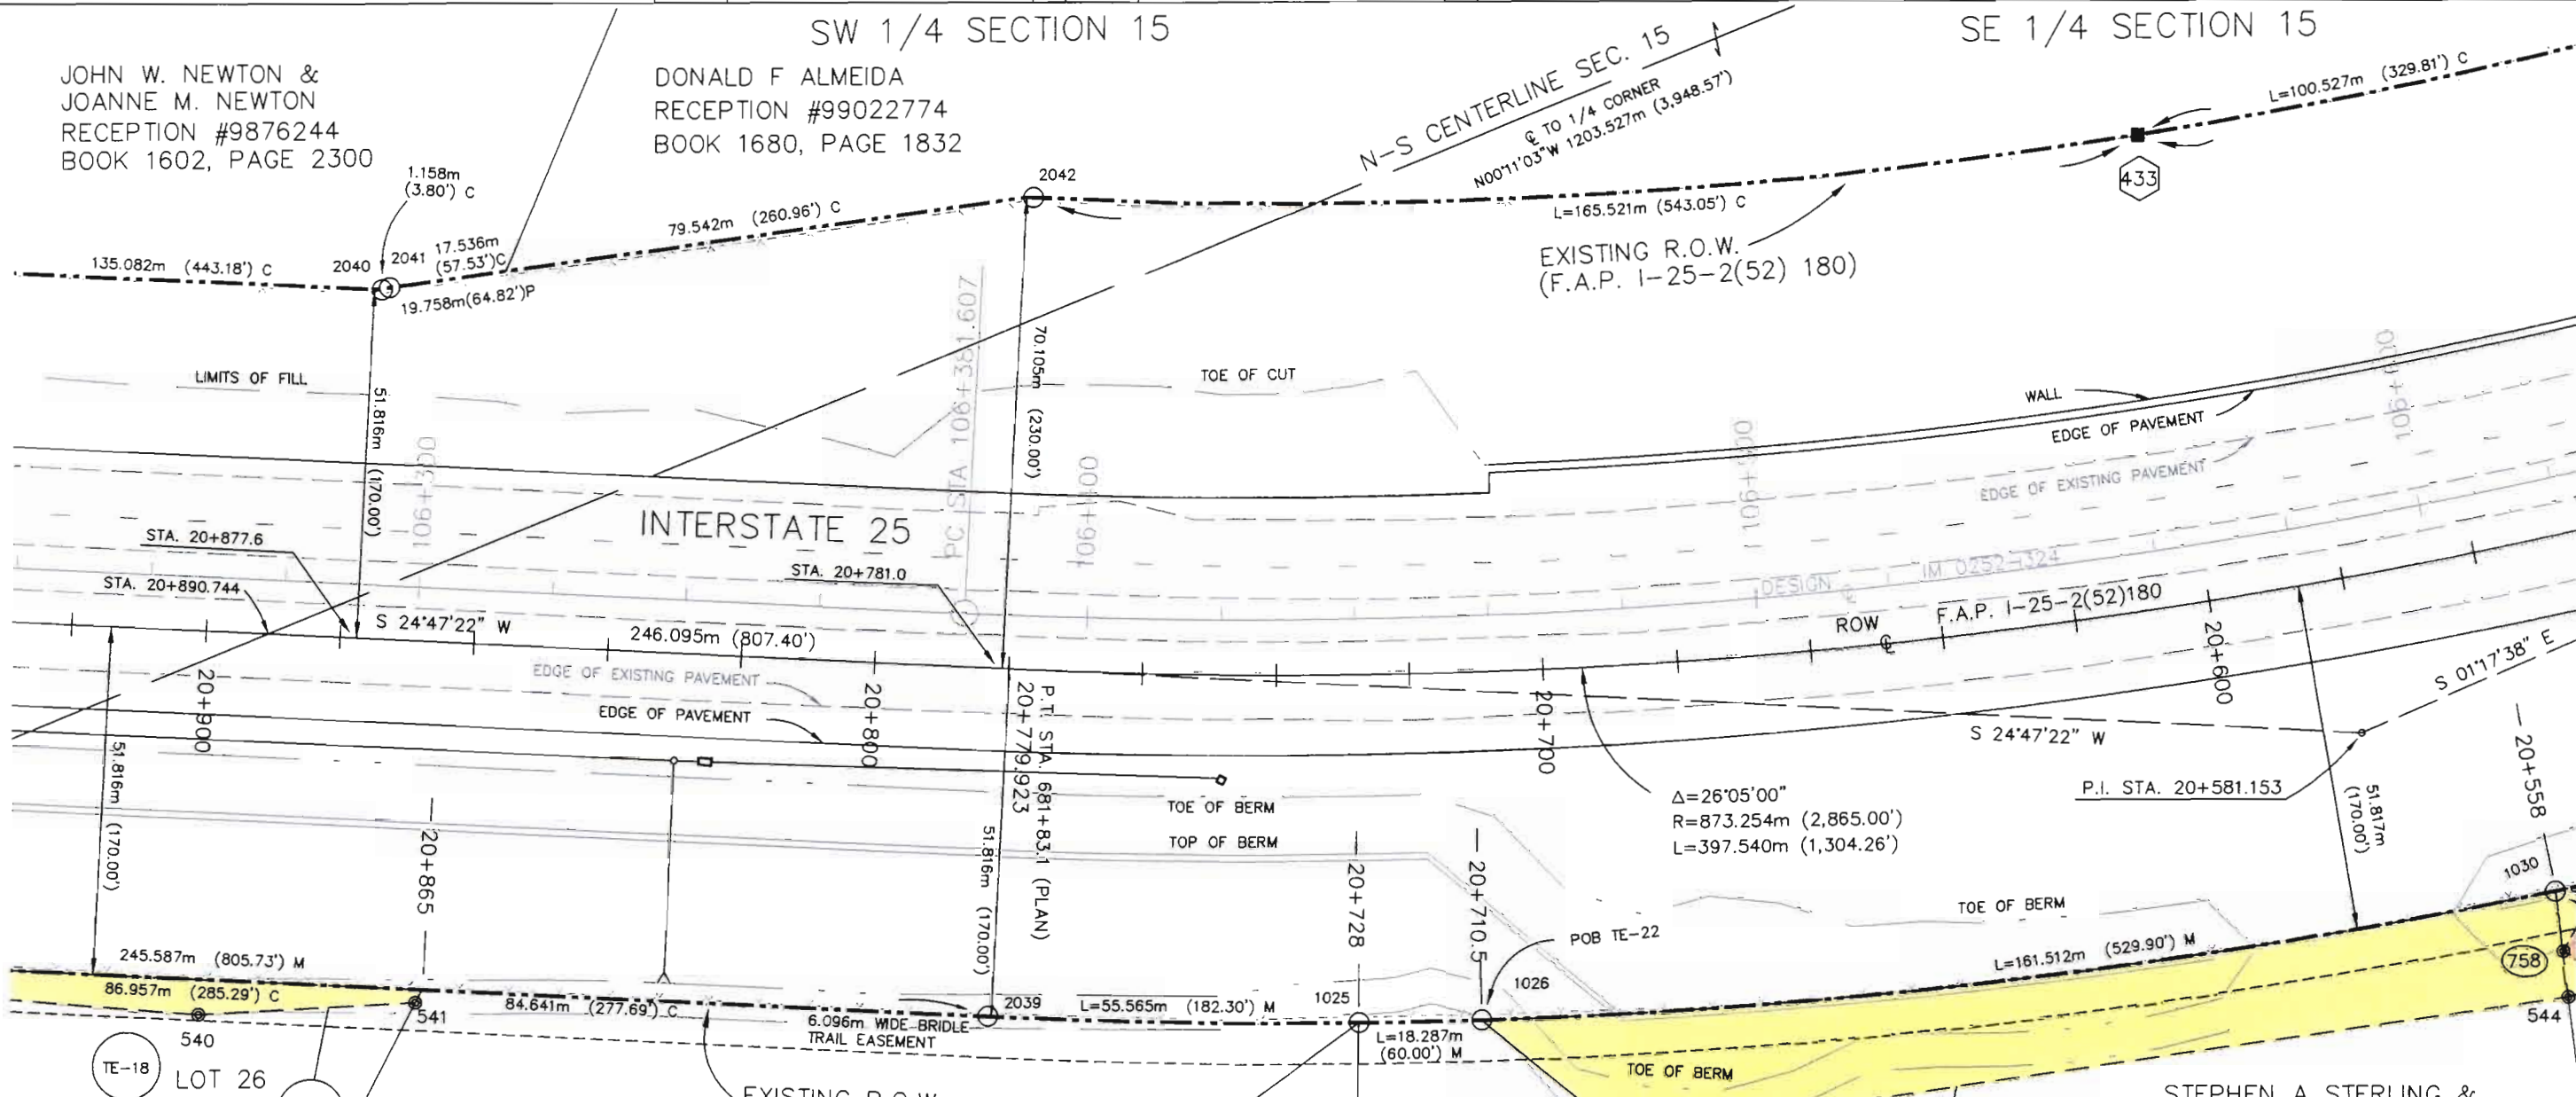 SW 1/4 SECTION 15
SE 1/4 SECTION 15
JOHN W. NEWTON &
JOANNE M. NEWTON
RECEPTION #9876244
BOOK 1602, PAGE 2300
DONALD F ALMEIDA
RECEPTION #99022774
BOOK 1680, PAGE 1832
N-S CENTERLINE SEC. 15
℄ TO 1/4 CORNER
N00°11'03"W 1203.527m (3,948.57')
L=100.527m (329.81') C
433
1.158m
(3.80') C
2042
79.542m (260.96') C
L=165.521m (543.05') C
EXISTING R.O.W.
(F.A.P. I-25-2(52) 180)
135.082m (443.18') C
2040
2041
17.536m
(57.53')C
19.758m(64.82')P
LIMITS OF FILL
51.816m (170.00')
106+300
PC STA 106+381.607
70.105m (230.00')
106+400
TOE OF CUT
WALL
EDGE OF PAVEMENT
EDGE OF EXISTING PAVEMENT
106+500
106+600
INTERSTATE 25
STA. 20+877.6
STA. 20+890.744
STA. 20+781.0
S 24°47'22" W
246.095m (807.40')
DESIGN ℄ IM 0252-324
ROW ℄ F.A.P. I-25-2(52)180
EDGE OF EXISTING PAVEMENT
EDGE OF PAVEMENT
20+900
20+800
P.T. STA. 681+83.1 (PLAN)
20+779.923
20+700
20+600
S 01°17'38" E
S 24°47'22" W
P.I. STA. 20+581.153
20+558
51.816m (170.00')
51.816m (170.00')
51.817m
(170.00')
Δ=26°05'00"
R=873.254m (2,865.00')
L=397.540m (1,304.26')
TOE OF BERM
TOP OF BERM
20+865
20+728
20+710.5
POB TE-22
TOE OF BERM
1030
245.587m (805.73') M
86.957m (285.29') C
84.641m (277.69') C
2039
L=55.565m (182.30') M
1025
1026
L=161.512m (529.90') M
758
541
540
544
6.096m WIDE BRIDLE
TRAIL EASEMENT
L=18.287m
(60.00') M
TOE OF BERM
TE-18
LOT 26
EXISTING R.O.W.
STEPHEN A STERLING &